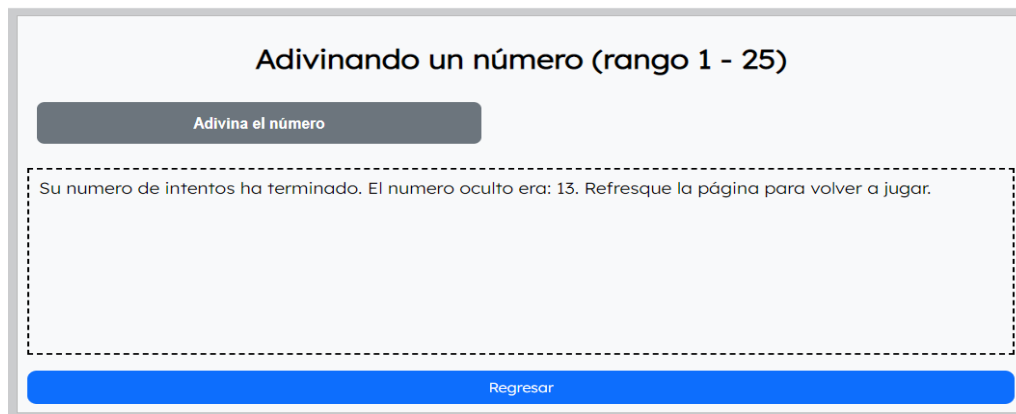 Adivinando un número (rango 1 - 25)
Adivina el número
Su numero de intentos ha terminado. El numero oculto era: 13. Refresque la página para volver a jugar.
Regresar